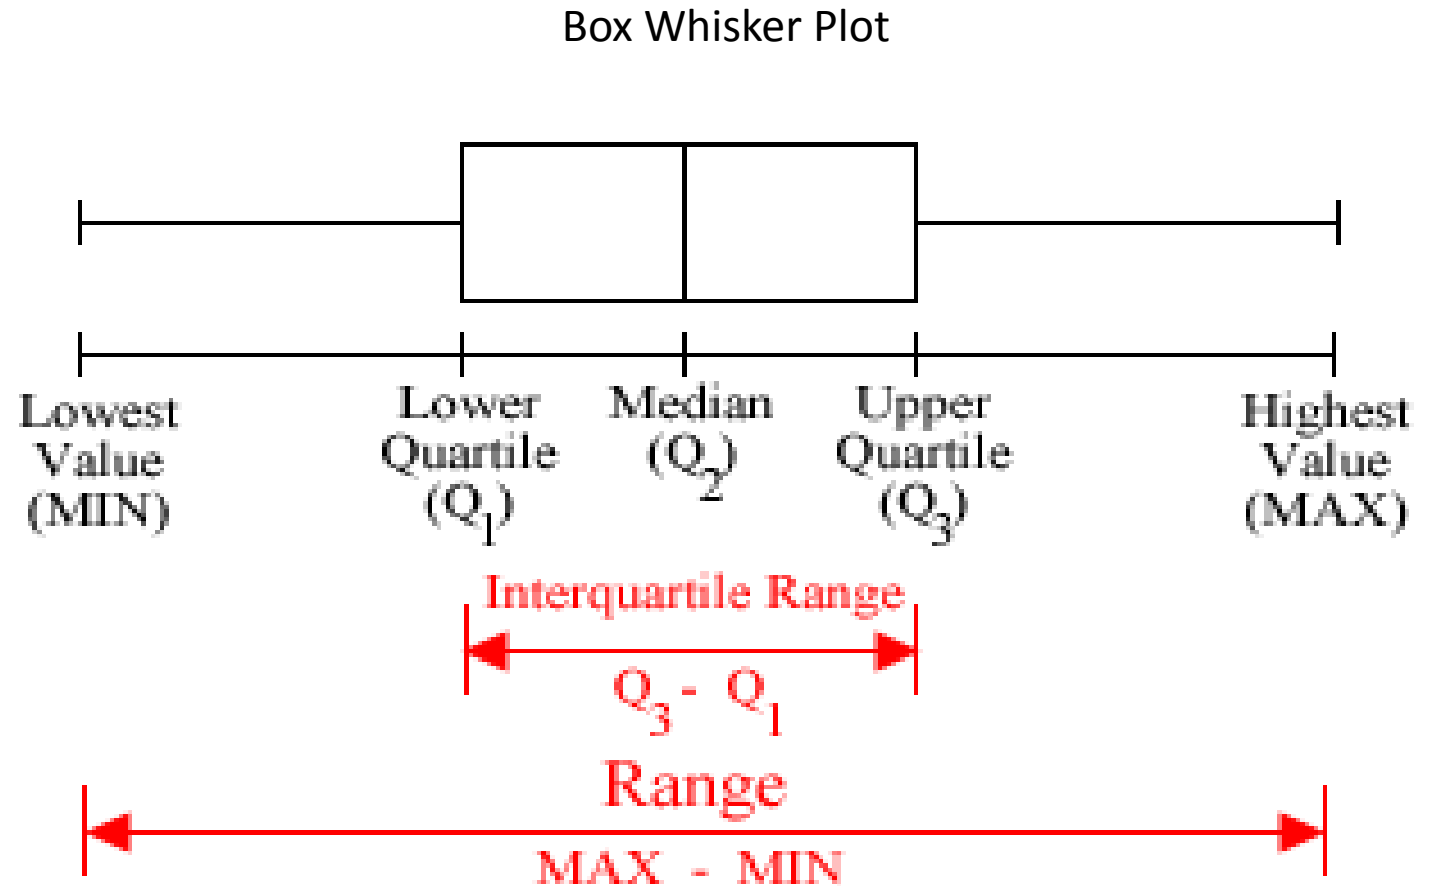 Box Whisker Plot
Lowest
Value
(MIN)
Lower
Quartile
(Q1)
Median
(Q2)
Upper
Quartile
(Q3)
Highest
Value
(MAX)
Interquartile Range
Q3 - Q1
Range
MAX - MIN